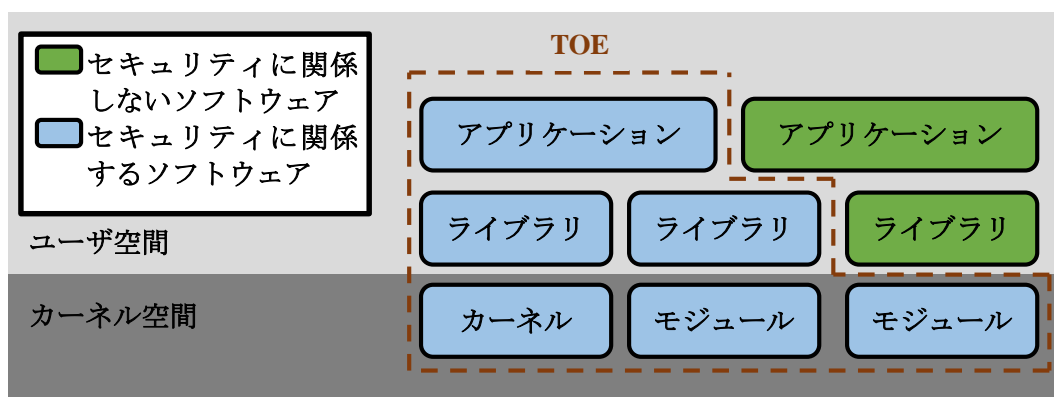 TOE
セキュリティに関係
しないソフトウェア
セキュリティに関係
するソフトウェア
アプリケーション
アプリケーション
ライブラリ
ライブラリ
ライブラリ
ユーザ空間
カーネル空間
カーネル
モジュール
モジュール